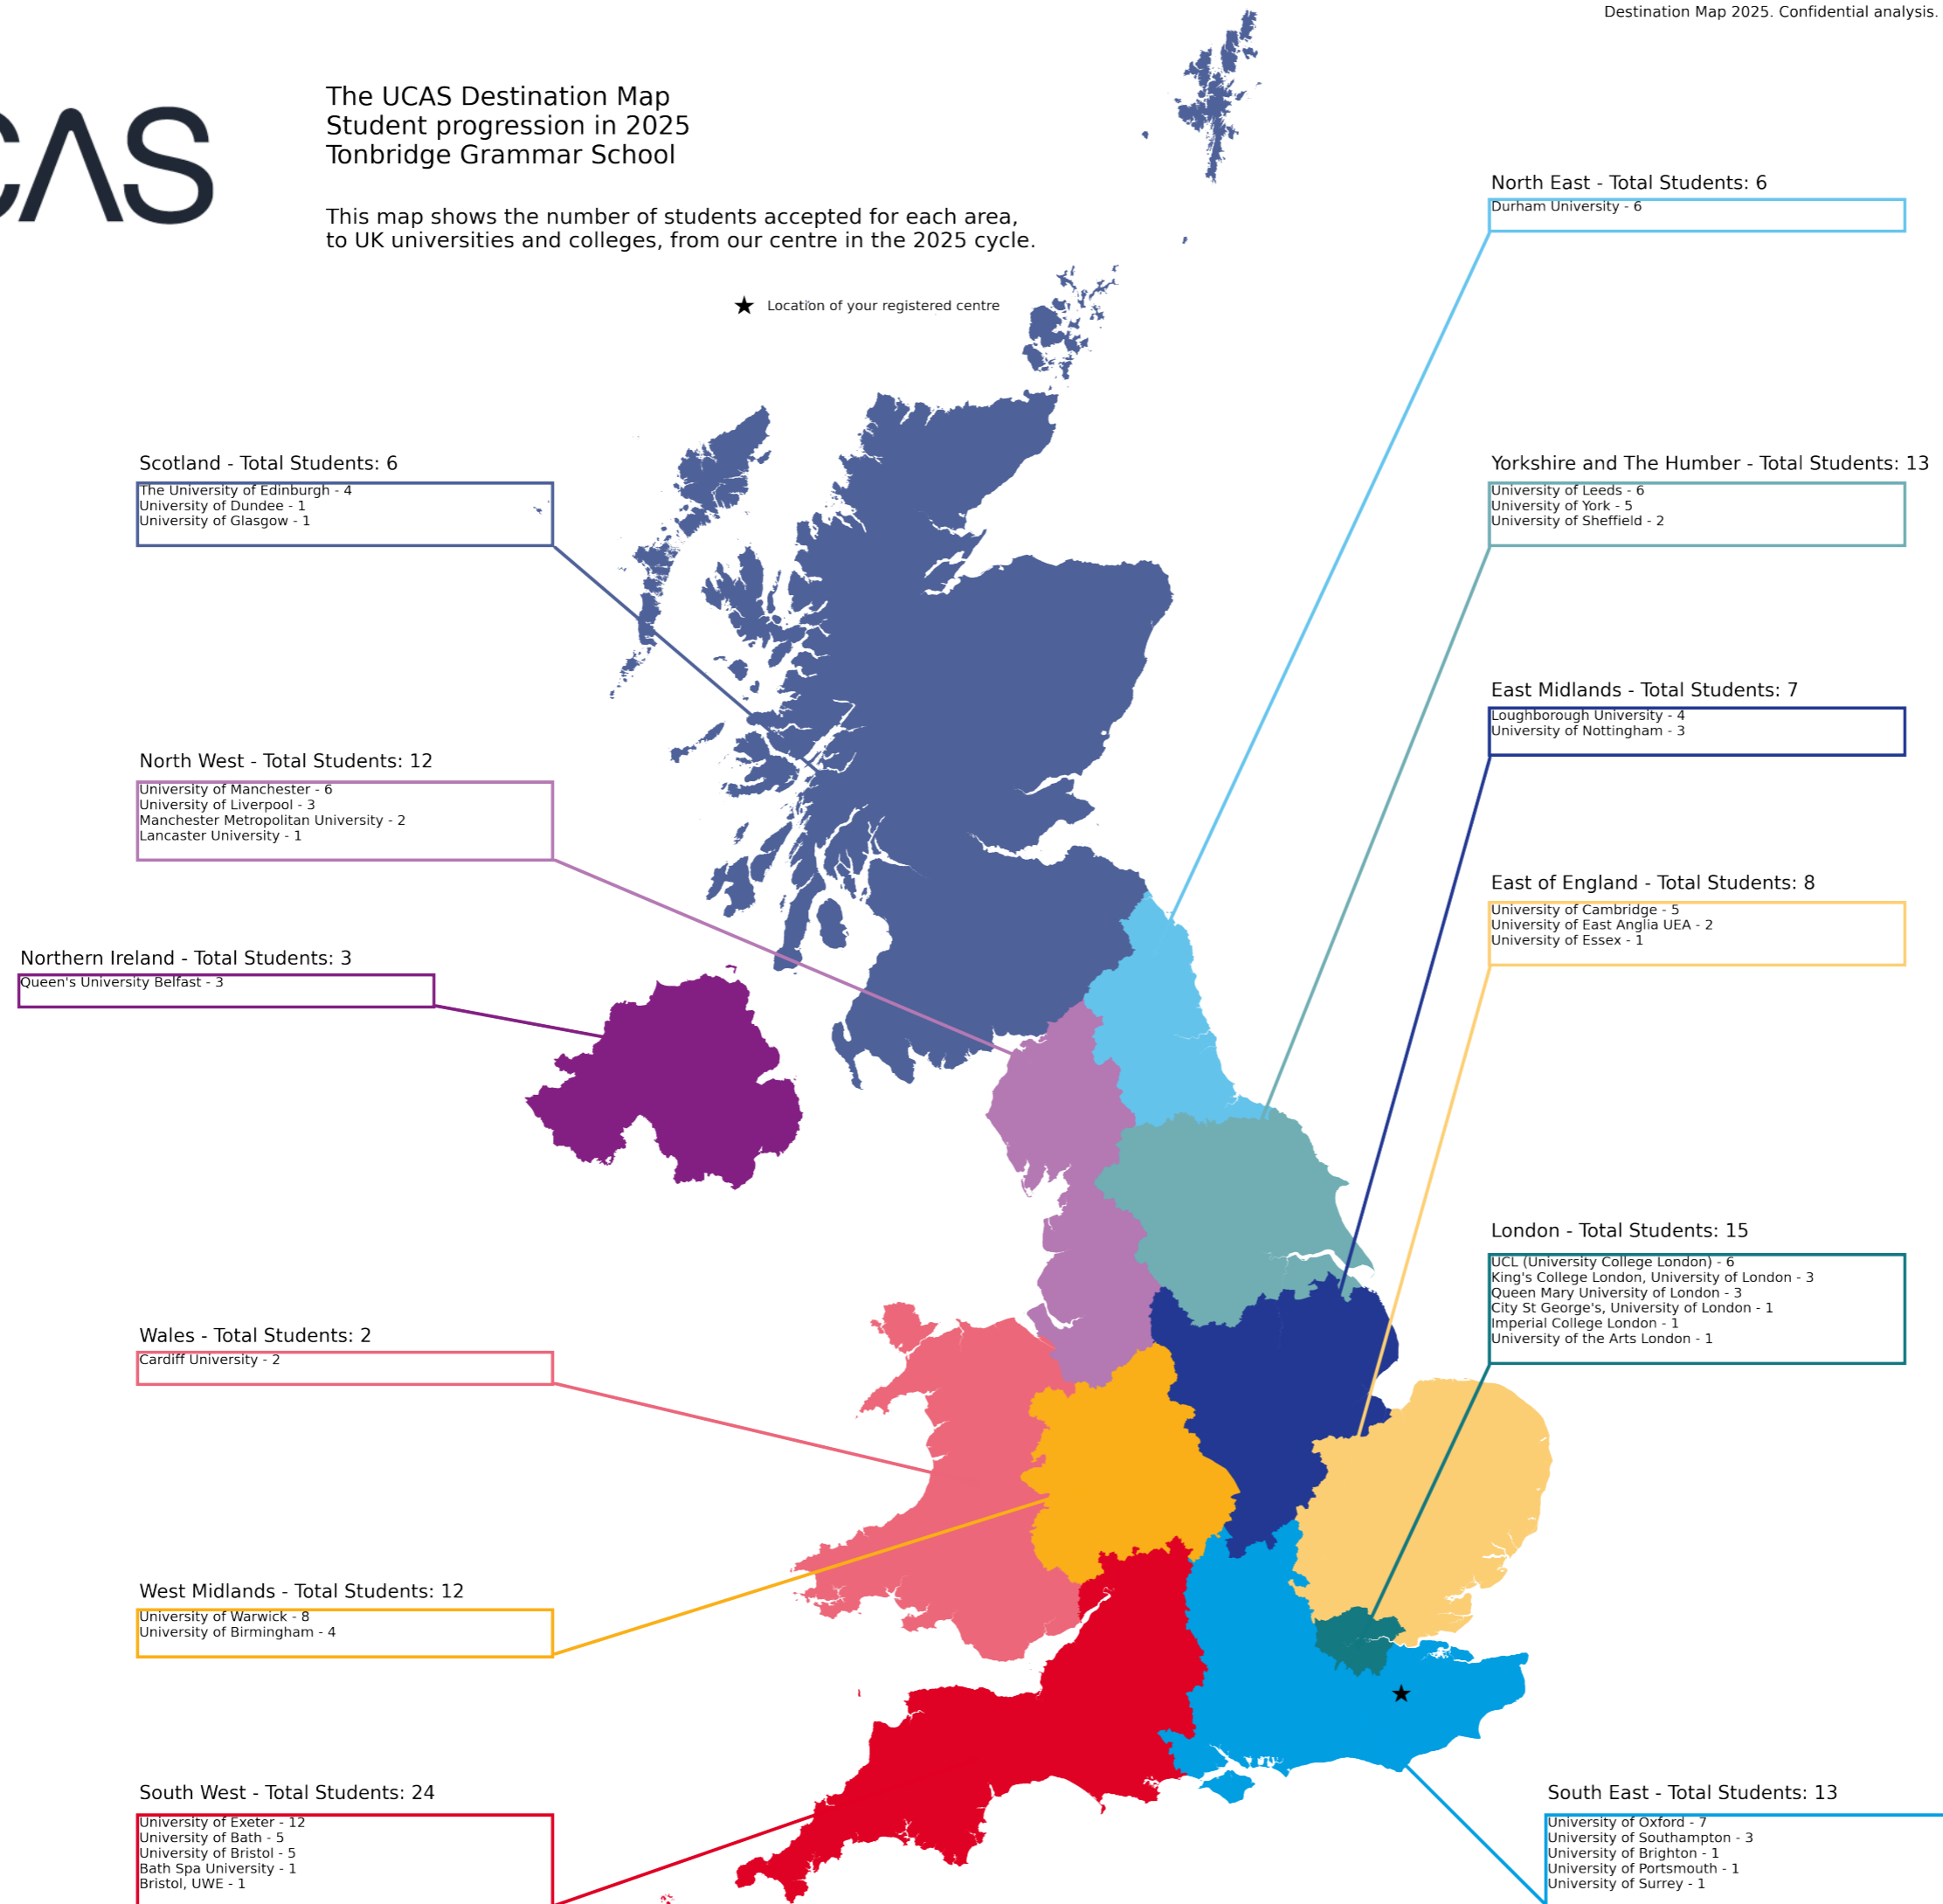 Destination Map 2025. Confidential analysis.
CAS
The UCAS Destination Map
Student progression in 2025
Tonbridge Grammar School
This map shows the number of students accepted for each area,
to UK universities and colleges, from our centre in the 2025 cycle.
★ Location of your registered centre
North East - Total Students: 6
Durham University - 6
Scotland - Total Students: 6
The University of Edinburgh - 4
University of Dundee - 1
University of Glasgow - 1
Yorkshire and The Humber - Total Students: 13
University of Leeds - 6
University of York - 5
University of Sheffield - 2
East Midlands - Total Students: 7
Loughborough University - 4
University of Nottingham - 3
North West - Total Students: 12
University of Manchester - 6
University of Liverpool - 3
Manchester Metropolitan University - 2
Lancaster University - 1
East of England - Total Students: 8
University of Cambridge - 5
University of East Anglia UEA - 2
University of Essex - 1
Northern Ireland - Total Students: 3
Queen's University Belfast - 3
London - Total Students: 15
UCL (University College London) - 6
King's College London, University of London - 3
Queen Mary University of London - 3
City St George's, University of London - 1
Imperial College London - 1
University of the Arts London - 1
Wales - Total Students: 2
Cardiff University - 2
West Midlands - Total Students: 12
University of Warwick - 8
University of Birmingham - 4
South West - Total Students: 24
University of Exeter - 12
University of Bath - 5
University of Bristol - 5
Bath Spa University - 1
Bristol, UWE - 1
South East - Total Students: 13
University of Oxford - 7
University of Southampton - 3
University of Brighton - 1
University of Portsmouth - 1
University of Surrey - 1